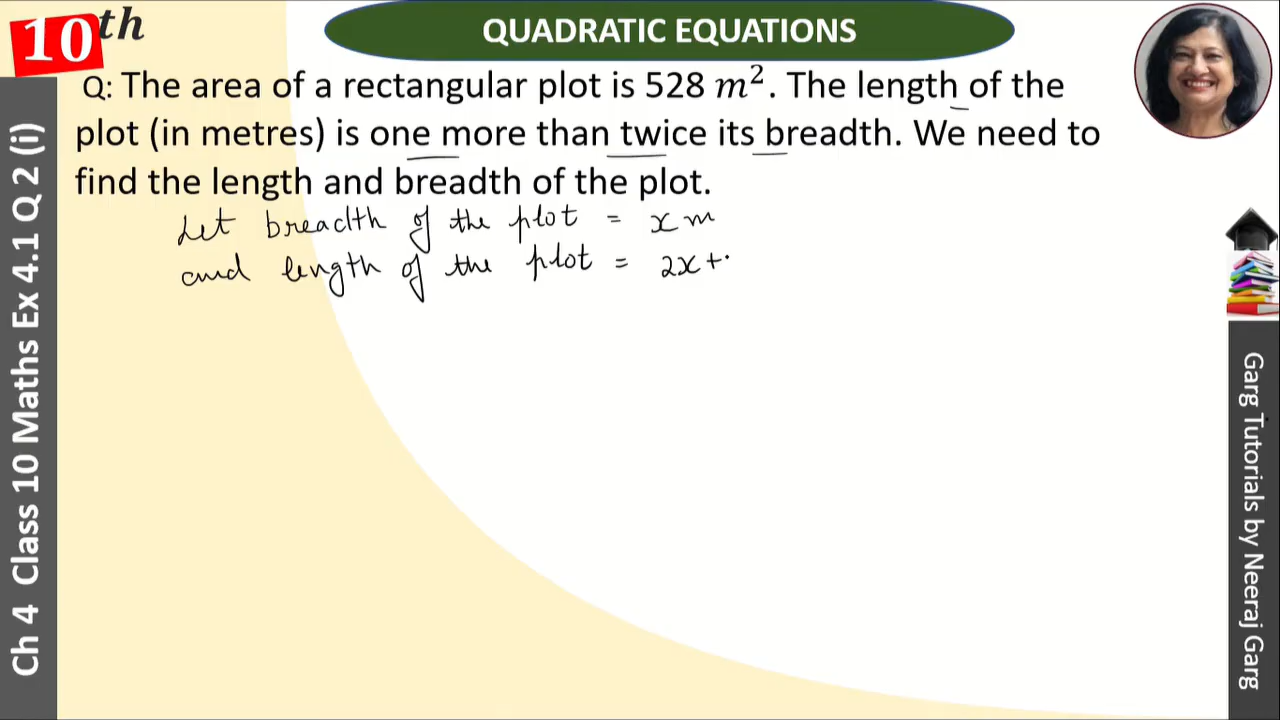 10th
QUADRATIC EQUATIONS
Q: The area of a rectangular plot is 528 m². The length of the
plot (in metres) is one more than twice its breadth. We need to
find the length and breadth of the plot.
Let breadth of the plot = x m
and length of the plot = 2x+
Ch 4 Class 10 Maths Ex 4.1 Q 2 (i)
Garg Tutorials by Neeraj Garg